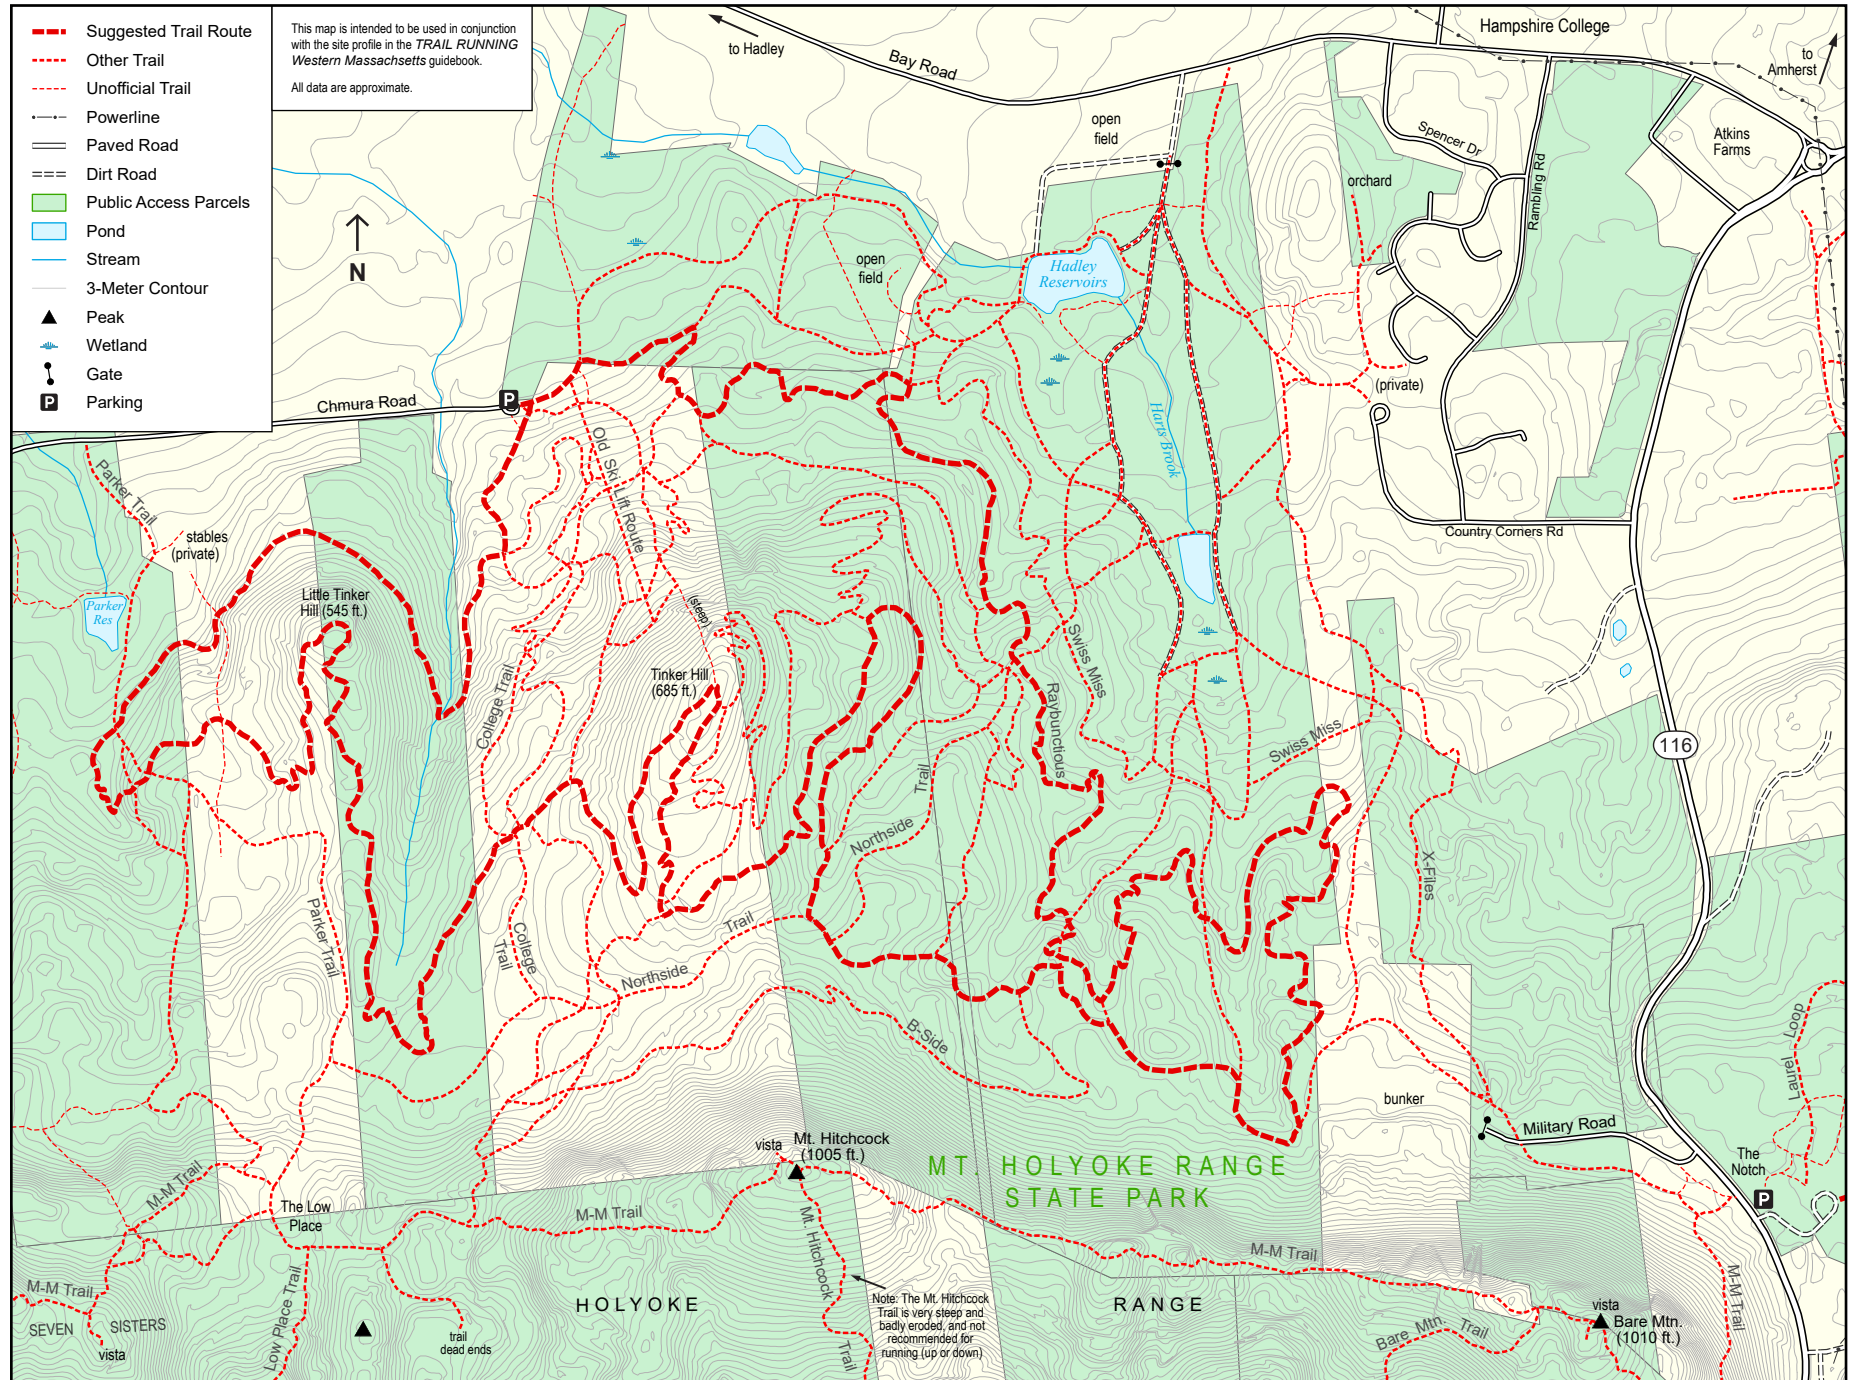 Suggested Trail Route
Other Trail
Unofficial Trail
Powerline
Paved Road
Dirt Road
Public Access Parcels
Pond
Stream
3-Meter Contour
Peak
Wetland
Gate
P
Parking
This map is intended to be used in conjunction
with the site profile in the TRAIL RUNNING
Western Massachsetts guidebook.
All data are approximate.
N
to Hadley
Bay Road
Hampshire College
to
Amherst
open
field
Spencer Dr
Rambling Rd
Atkins
Farms
orchard
open
field
Hadley
Reservoirs
(private)
Chmura Road
P
Old Ski Lift Route
Harts Brook
Parker Trail
stables
(private)
Country Corners Rd
Parker
Res
Little Tinker
Hill (545 ft.)
(steep)
Tinker Hill
(685 ft.)
College Trail
Swiss Miss
Raybunctious
Swiss Miss
116
Trail
Northside
X-Files
Parker Trail
College
Trail
Northside
Trail
B-Side
Laurel
Loop
bunker
Military Road
The
Notch
P
vista
Mt. Hitchcock
(1005 ft.)
MT. HOLYOKE RANGE
STATE PARK
M-M Trail
The Low
Place
M-M Trail
Mt. Hitchcock
Trail
M-M Trail
M-M Trail
Low Place Trail
HOLYOKE
RANGE
Note: The Mt. Hitchcock
Trail is very steep and
badly eroded, and not
recommended for
running (up or down)
SEVEN
SISTERS
vista
trail
dead ends
Bare Mtn.
Trail
vista
Bare Mtn.
(1010 ft.)
M-M Trail